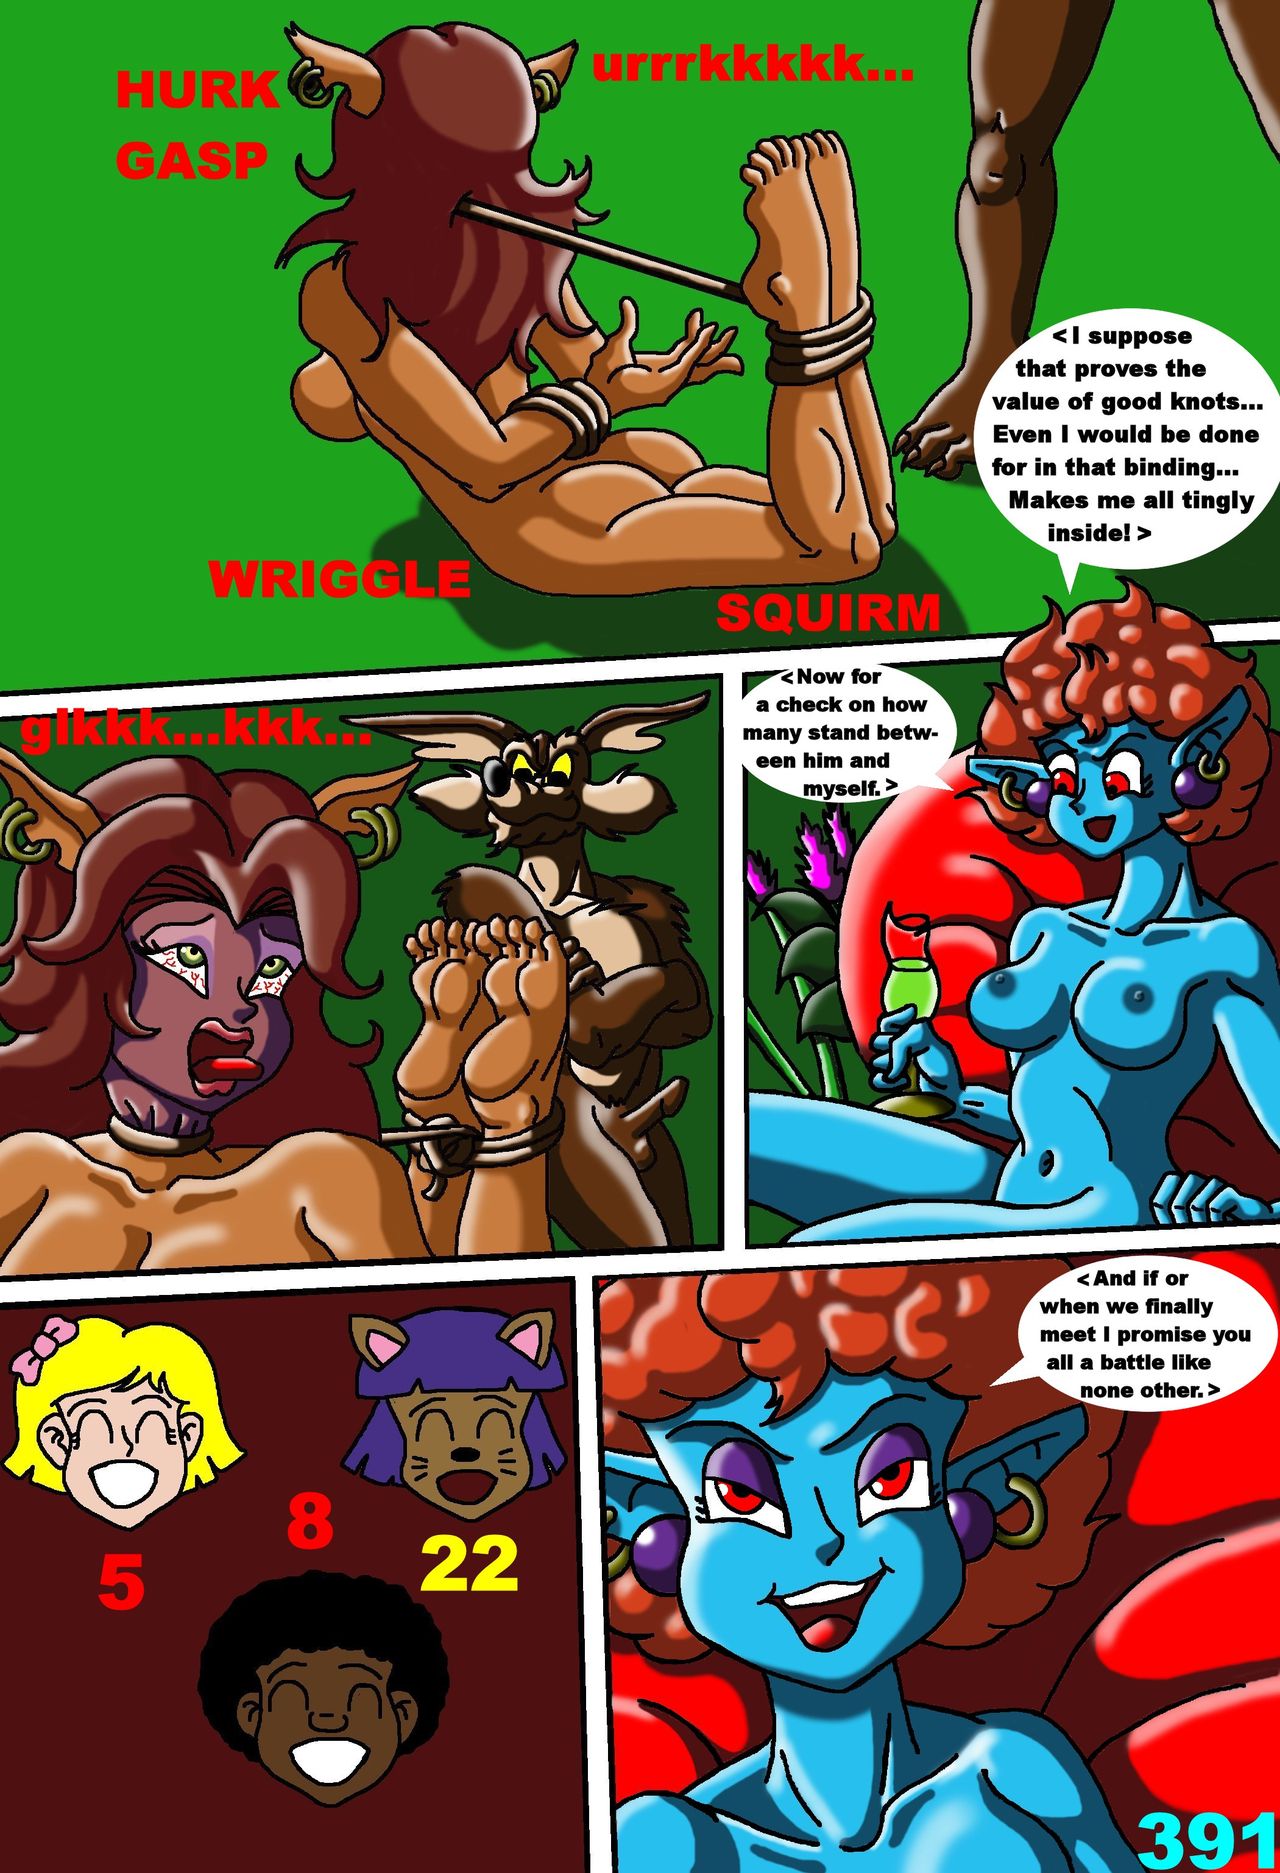 HURK
GASP
urrrkkkkk...
<I suppose
that proves the
value of good knots...
Even I would be done
for in that binding...
Makes me all tingly
inside!>
WRIGGLE
SQUIRM
glkkk...kkk...
<Now for
a check on how
many stand betw-
een him and
myself.>
5
8
22
<And if or
when we finally
meet I promise you
all a battle like
none other.>
391